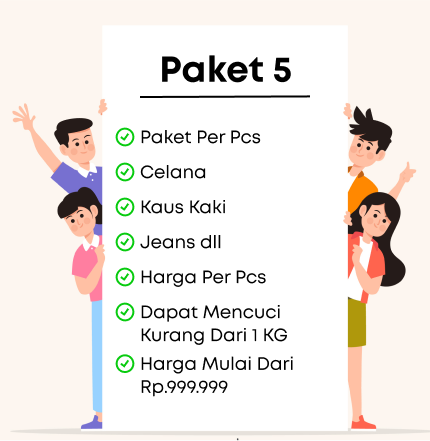 Paket 5
Paket Per Pcs
Celana
Kaus Kaki
Jeans dll
Harga Per Pcs
Dapat Mencuci
Kurang Dari 1 KG
Harga Mulai Dari
Rp.999.999